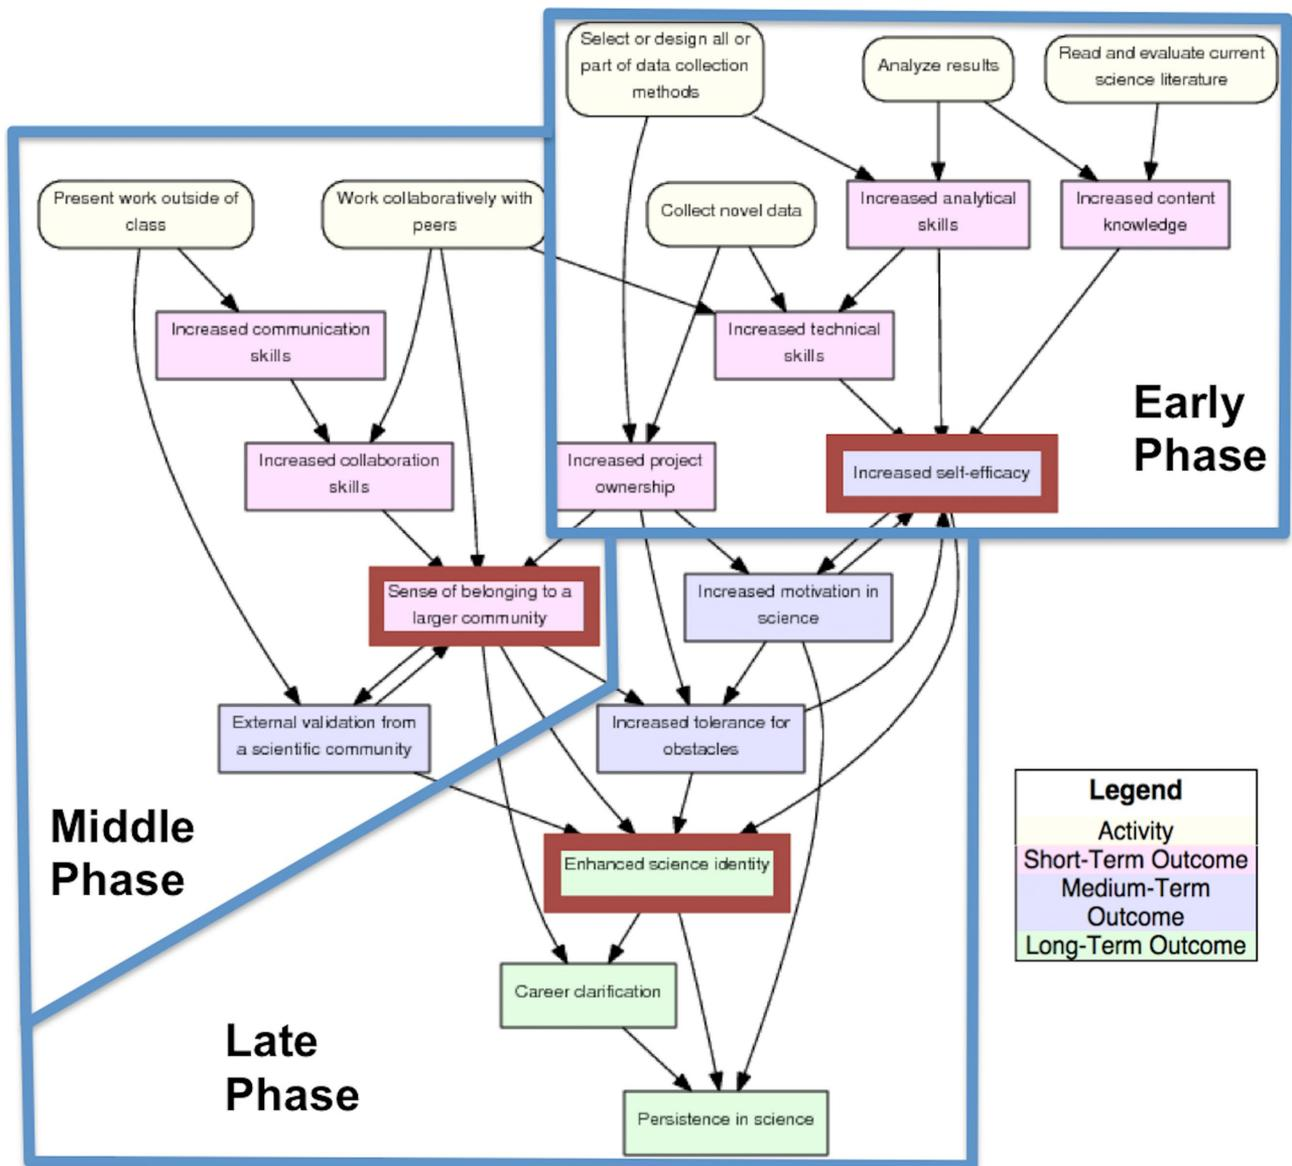 Select or design all or
part of data collection
methods
Analyze results
Read and evaluate current
science literature
Present work outside of
class
Work collaboratively with
peers
Collect novel data
Increased analytical
skills
Increased content
knowledge
Increased communication
skills
Increased technical
skills
Early
Phase
Increased collaboration
skills
Increased project
ownership
Increased self-efficacy
Sense of belonging to a
larger community
Increased motivation in
science
External validation from
a scientific community
Increased tolerance for
obstacles
Middle
Phase
Enhanced science identity
Legend
Activity
Short-Term Outcome
Medium-Term
Outcome
Long-Term Outcome
Career clarification
Late
Phase
Persistence in science